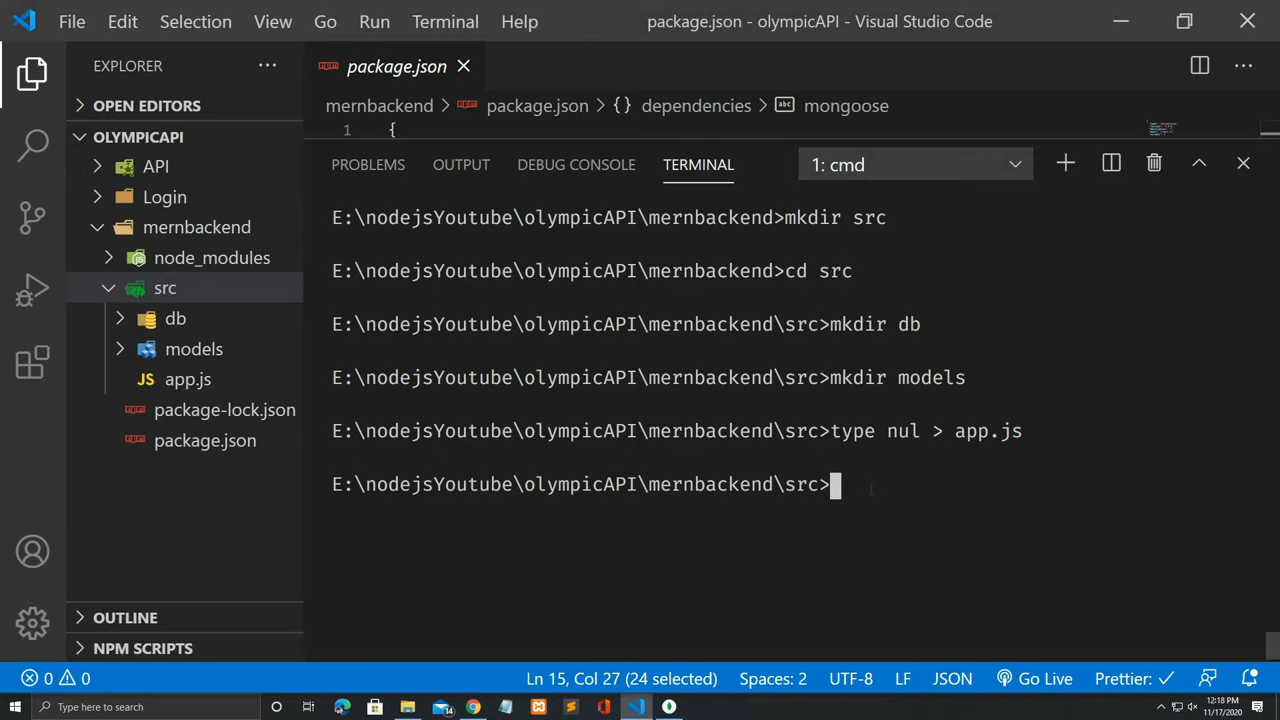 File Edit Selection View Go Run Terminal Help package.json - olympicAPI - Visual Studio Code
EXPLORER
package.json
OPEN EDITORS
mernbackend > package.json > {} dependencies > abc mongoose
1 {
OLYMPICAPI
API
Login
mernbackend
node_modules
src
db
models
JS app.js
package-lock.json
package.json
PROBLEMS OUTPUT DEBUG CONSOLE TERMINAL 1: cmd
E:\nodejsYoutube\olympicAPI\mernbackend>mkdir src
E:\nodejsYoutube\olympicAPI\mernbackend>cd src
E:\nodejsYoutube\olympicAPI\mernbackend\src>mkdir db
E:\nodejsYoutube\olympicAPI\mernbackend\src>mkdir models
E:\nodejsYoutube\olympicAPI\mernbackend\src>type nul > app.js
E:\nodejsYoutube\olympicAPI\mernbackend\src>
OUTLINE
NPM SCRIPTS
0 0 Ln 15, Col 27 (24 selected) Spaces: 2 UTF-8 LF JSON Go Live Prettier: ✓
Type here to search
14
12:18 PM
11/17/2020